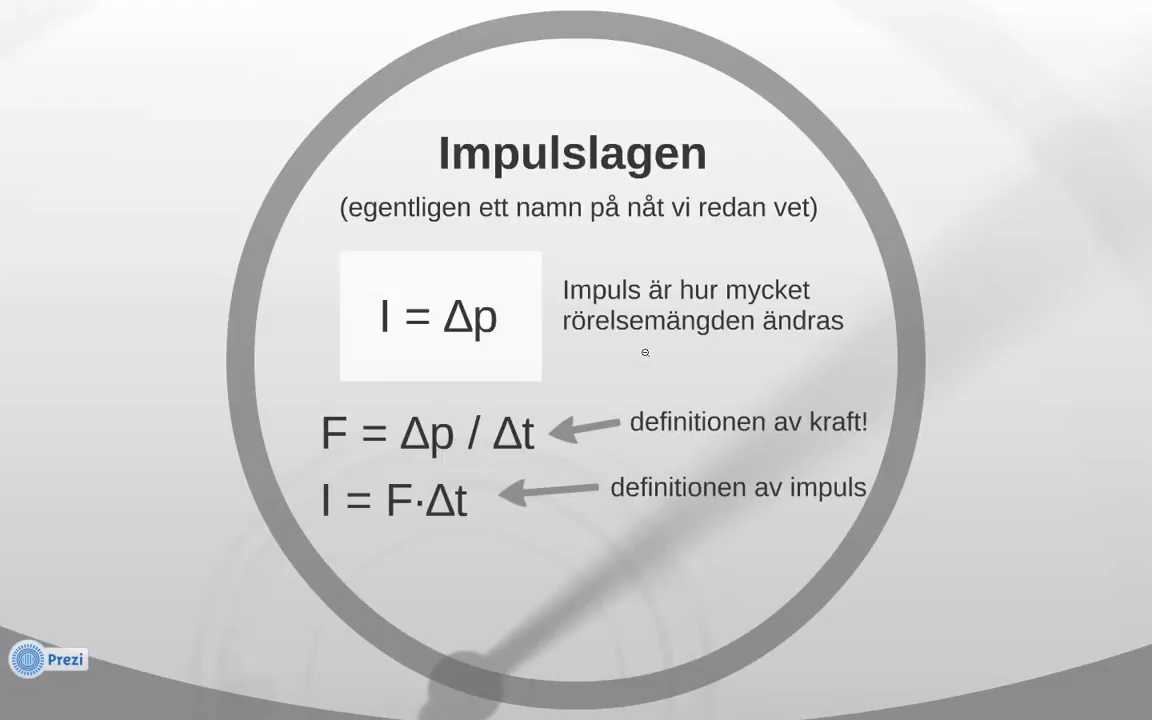 Impulslagen
(egentligen ett namn på nåt vi redan vet)
I = Δp
Impuls är hur mycket
rörelsemängden ändras
F = Δp / Δt
definitionen av kraft!
I = F·Δt
definitionen av impuls
Prezi